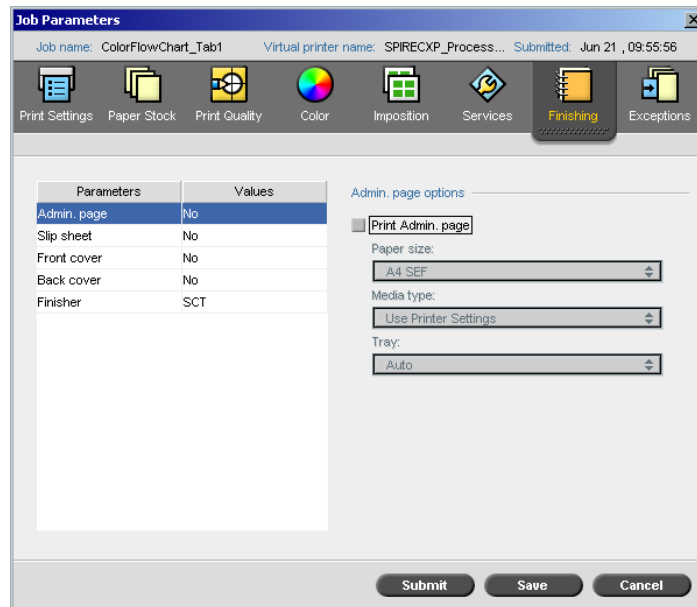 Job Parameters
Job name: ColorFlowChart_Tab1 Virtual printer name: SPIRECXP_Process... Submitted: Jun 21 , 09:55:56
Print Settings Paper Stock Print Quality Color Imposition Services Finishing Exceptions
Parameters Values
Admin. page No
Slip sheet No
Front cover No
Back cover No
Finisher SCT
Admin. page options
Print Admin. page
Paper size:
A4 SEF
Media type:
Use Printer Settings
Tray:
Auto
Submit Save Cancel